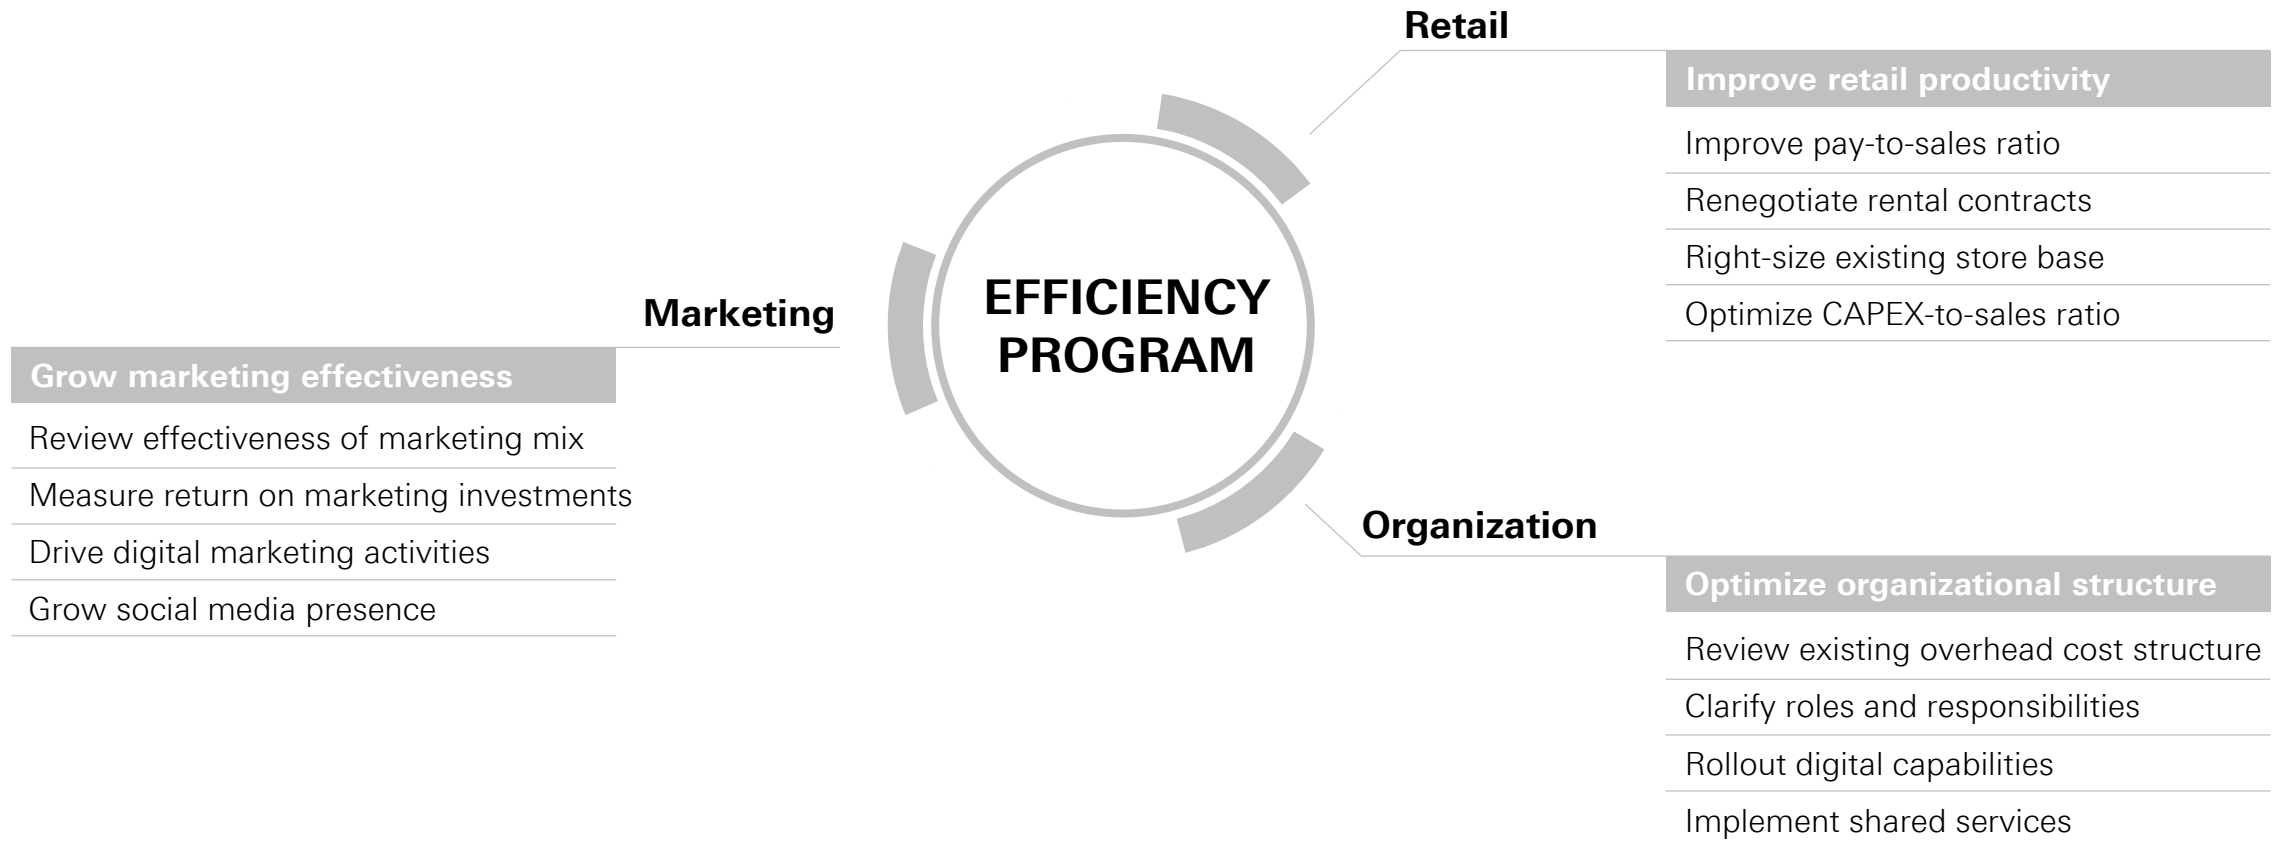 Retail
Improve retail productivity
Improve pay-to-sales ratio
Renegotiate rental contracts
Right-size existing store base
Optimize CAPEX-to-sales ratio
EFFICIENCY
PROGRAM
Marketing
Grow marketing effectiveness
Review effectiveness of marketing mix
Measure return on marketing investments
Drive digital marketing activities
Grow social media presence
Organization
Optimize organizational structure
Review existing overhead cost structure
Clarify roles and responsibilities
Rollout digital capabilities
Implement shared services